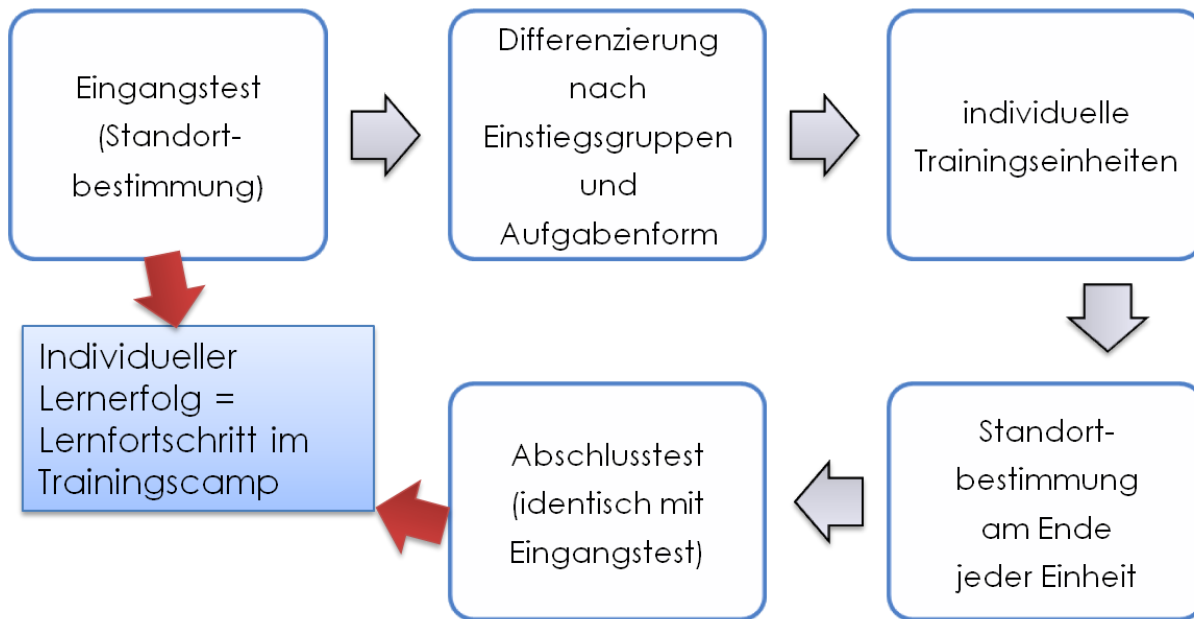 Eingangstest
(Standort-
bestimmung)
Differenzierung
nach
Einstiegsgruppen
und
Aufgabenform
individuelle
Trainingseinheiten
Standort-
bestimmung
am Ende
jeder Einheit
Abschlusstest
(identisch mit
Eingangstest)
Individueller
Lernerfolg =
Lernfortschritt im
Trainingscamp